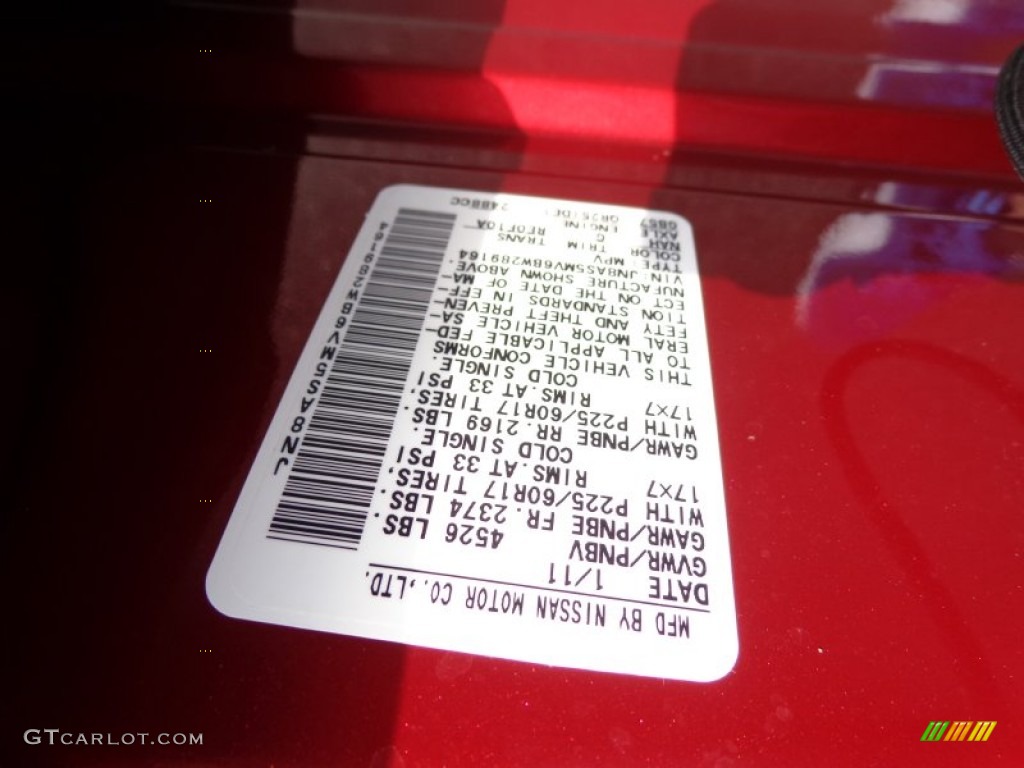 MFD BY NISSAN MOTOR CO.,LTD.
DATE 1/11
GVWR/PNBV 4526 LBS.
GAWR/PNBE FR. 2374 LBS.
WITH P225/60R17 TIRES,
17X7 RIMS.AT 33 PSI
COLD SINGLE.
GAWR/PNBE RR. 2169 LBS.
WITH P225/60R17 TIRES,
17X7 RIMS.AT 33 PSI
COLD SINGLE.
THIS VEHICLE CONFORMS
TO ALL APPLICABLE FED-
ERAL MOTOR VEHICLE SA-
FETY AND THEFT PREVEN-
TION STANDARDS IN EFF-
ECT ON THE DATE OF MA-
NUFACTURE SHOWN ABOVE.
VIN: JN8AS5MV6BW289164
TYPE: MPV
COLOR TRIM TRANS
NAH C RE0F10A
AXLE ENGINE
GB57 QR25(DE) 2488CC
JN8AS5MV6BW289164
GTCARLOT.COM